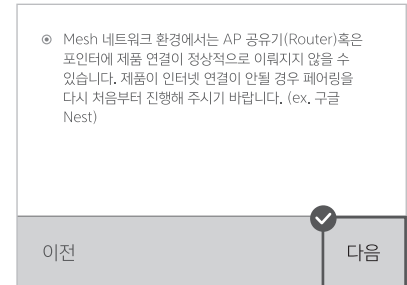 Mesh 네트워크 환경에서는 AP 공유기(Router)혹은
포인터에 제품 연결이 정상적으로 이뤄지지 않을 수
있습니다. 제품이 인터넷 연결이 안될 경우 페어링을
다시 처음부터 진행해 주시기 바랍니다. (ex. 구글
Nest)
이전
다음